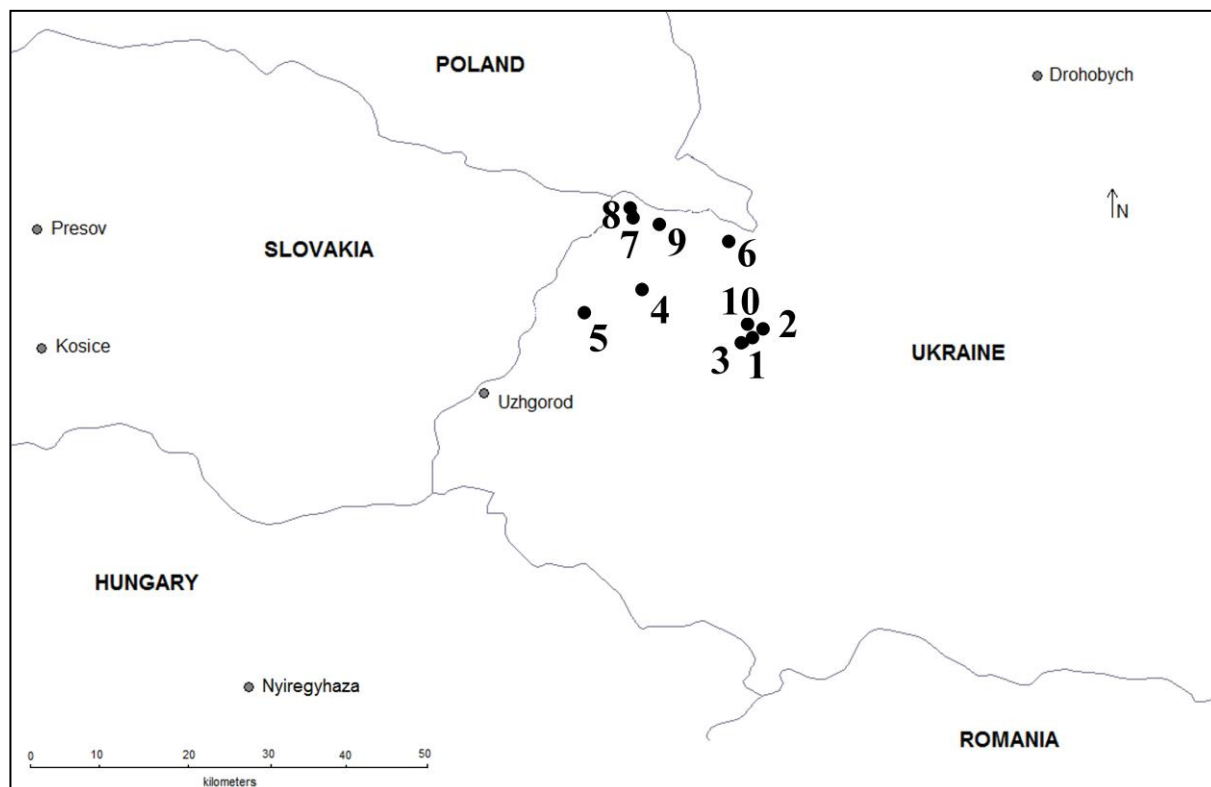 POLAND
Drohobych
N
Presov
SLOVAKIA
8
7
9
6
4
5
10
2
3
1
UKRAINE
Kosice
Uzhgorod
HUNGARY
Nyiregyhaza
ROMANIA
0 10 20 30 40 50
kilometers